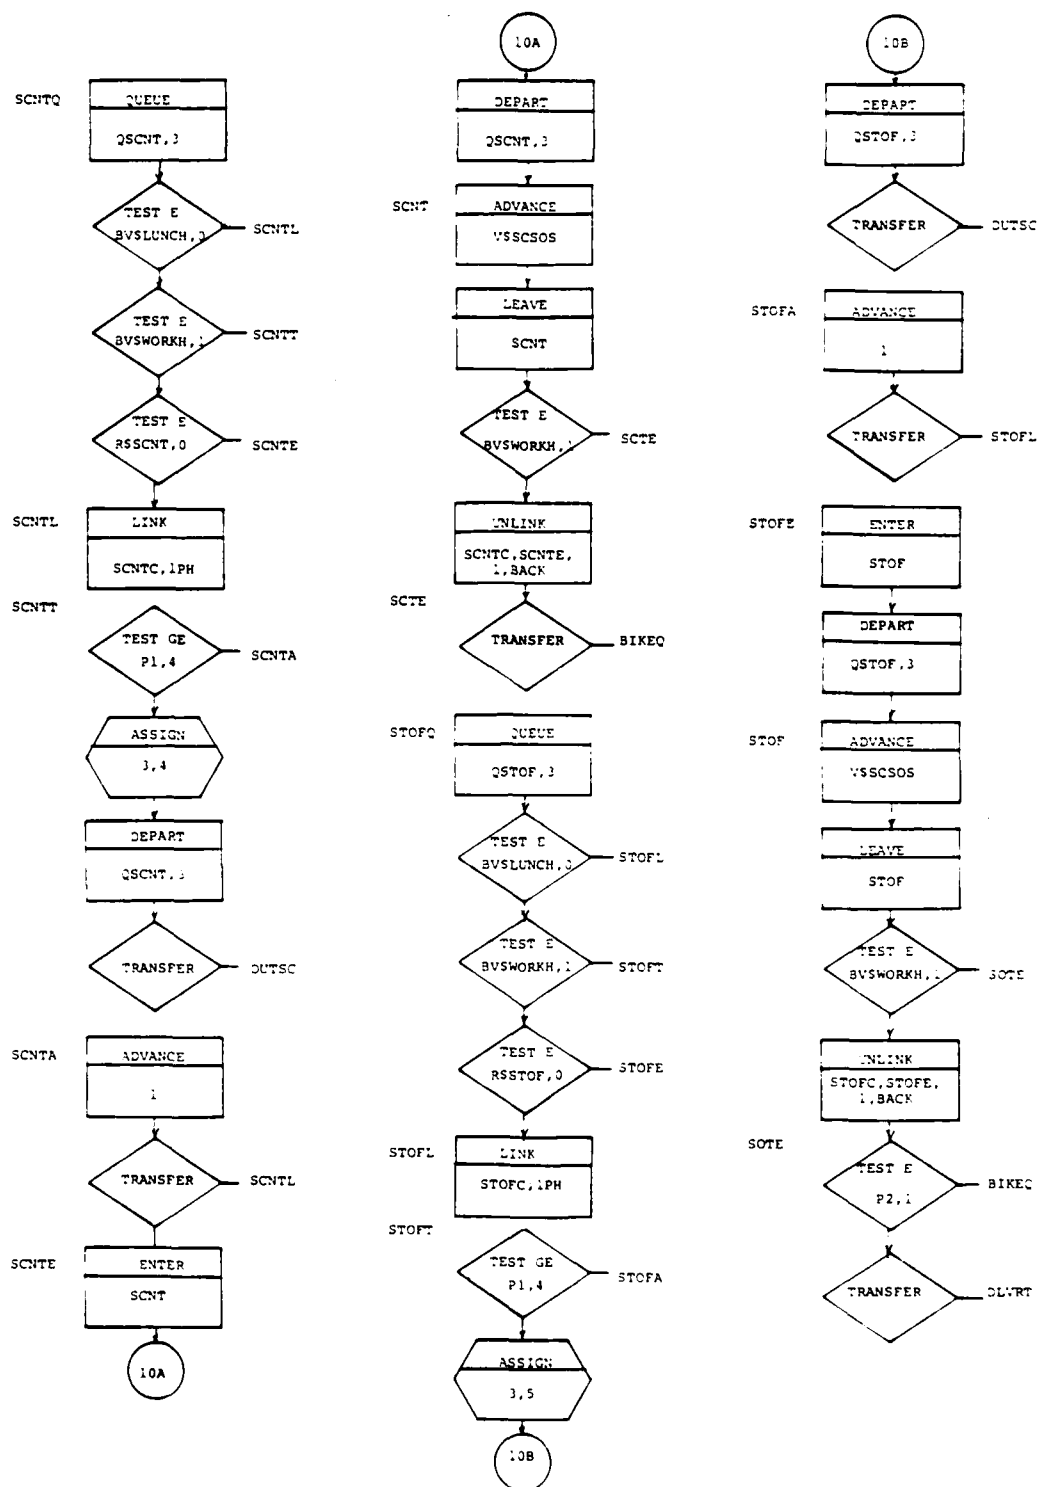 SCNTQ
QUEUE
QSCNT,3
TEST E
BVSLUNCH,0
SCNTL
TEST E
BVSWORKH,1
SCNTT
TEST E
RSSCNT,0
SCNTE
SCNTL
LINK
SCNTC,1PH
SCNTT
TEST GE
P1,4
SCNTA
ASSIGN
3,4
DEPART
QSCNT,3
TRANSFER
OUTSC
SCNTA
ADVANCE
1
TRANSFER
SCNTL
SCNTE
ENTER
SCNT
10A
10A
DEPART
QSCNT,3
SCNT
ADVANCE
VSSCSOS
LEAVE
SCNT
TEST E
BVSWORKH,1
SCTE
UNLINK
SCNTC,SCNTE,
1,BACK
SCTE
TRANSFER
BIKEQ
STOFQ
QUEUE
QSTOF,3
TEST E
BVSLUNCH,0
STOFL
TEST E
BVSWORKH,1
STOFT
TEST E
RSSTOF,0
STOFE
STOFL
LINK
STOFC,1PH
STOFT
TEST GE
P1,4
STOFA
ASSIGN
3,5
10B
10B
DEPART
QSTOF,3
TRANSFER
OUTSC
STOFA
ADVANCE
1
TRANSFER
STOFL
STOFE
ENTER
STOF
DEPART
QSTOF,3
STOF
ADVANCE
VSSCSOS
LEAVE
STOF
TEST E
BVSWORKH,1
SOTE
UNLINK
STOFC,STOFE,
1,BACK
SOTE
TEST E
P2,1
BIKEQ
TRANSFER
DLVRT